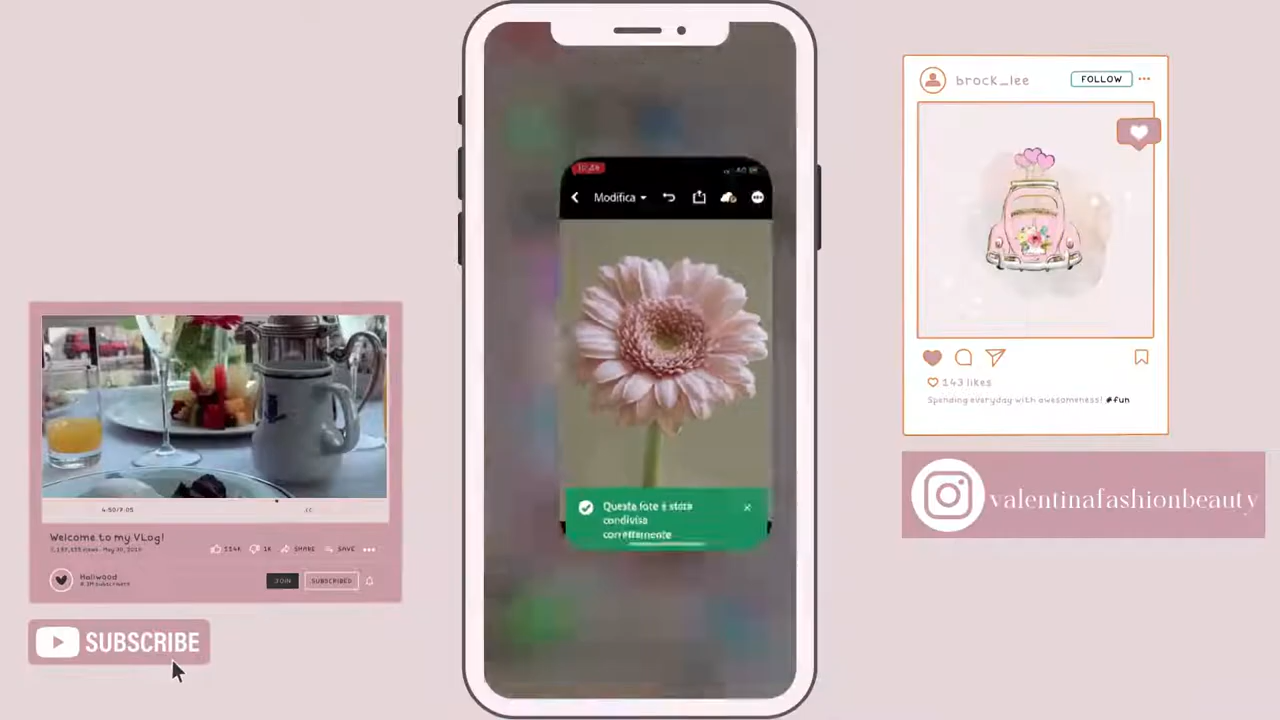 Modifica
Questa foto è stata
condivisa
correttamente
Welcome to my VLog!
SHARE
SAVE
Hallwood
JOIN
SUBSCRIBED
SUBSCRIBE
brock_lee
FOLLOW
143 likes
Spending everyday with awesomeness! #fun
valentinafashionbeauty